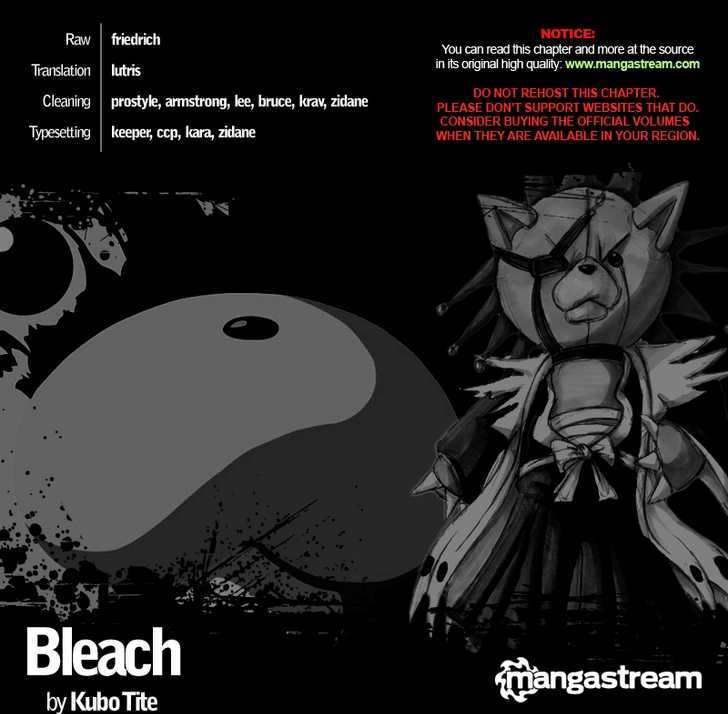 Raw friedrich
Translation lutris
Cleaning prostyle, armstrong, lee, bruce, krav, zidane
Typesetting keeper, ccp, kara, zidane
NOTICE:
You can read this chapter and more at the source
in its original high quality: www.mangastream.com
DO NOT REHOST THIS CHAPTER.
PLEASE DON'T SUPPORT WEBSITES THAT DO.
CONSIDER BUYING THE OFFICIAL VOLUMES
WHEN THEY ARE AVAILABLE IN YOUR REGION.
Bleach
by Kubo Tite
mangastream